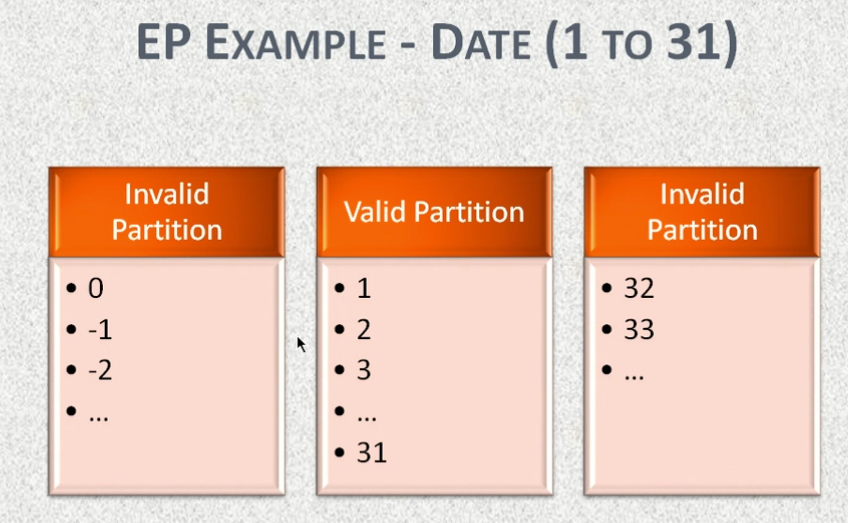 EP EXAMPLE - DATE (1 TO 31)
Invalid
Partition
• 0
• -1
• -2
• ...
Valid Partition
• 1
• 2
• 3
• ...
• 31
Invalid
Partition
• 32
• 33
• ...